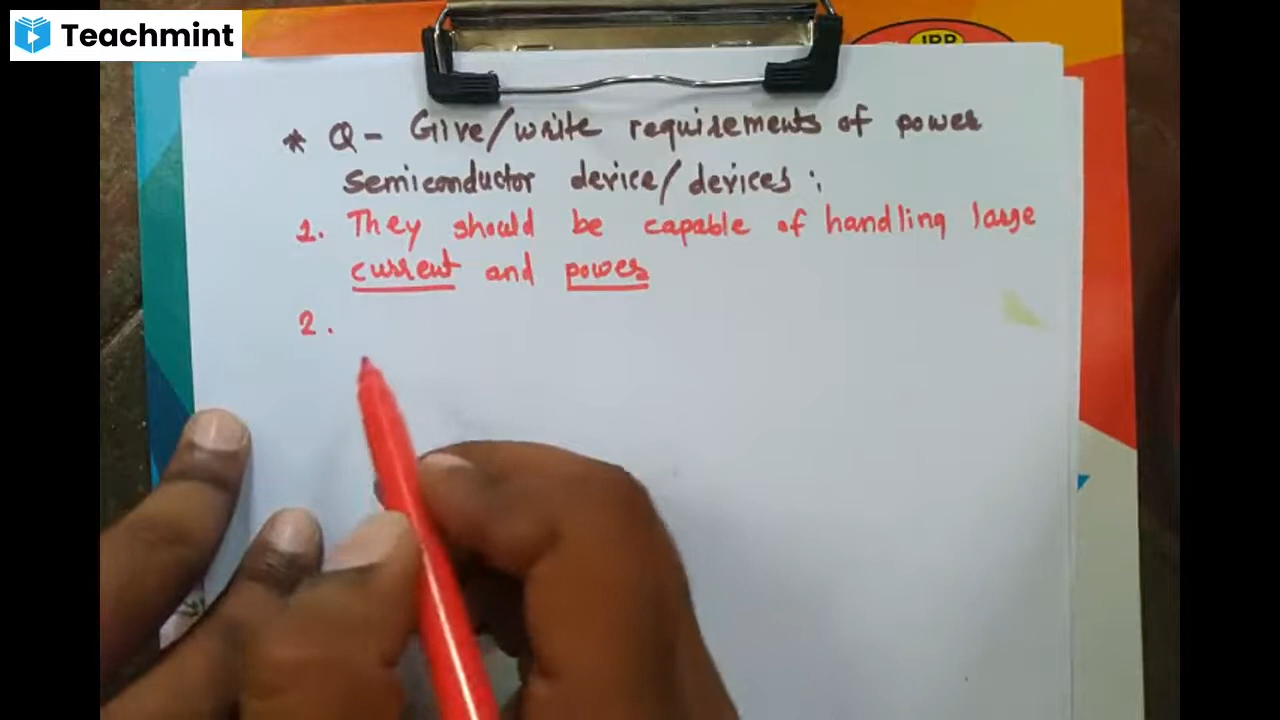 Teachmint
* Q- Give/write requirements of power
semiconductor device/devices :
1. They should be capable of handling large
current and power
2.